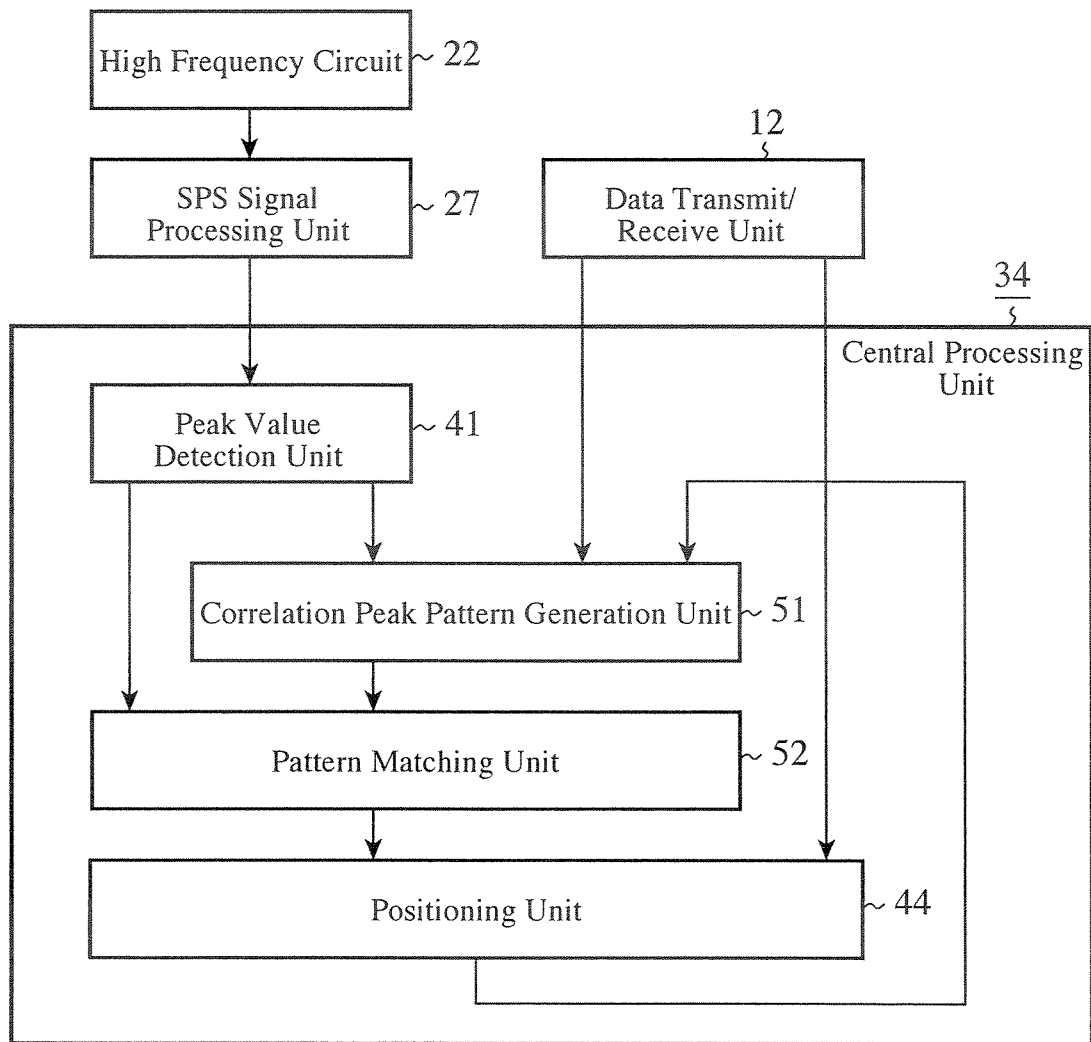 High Frequency Circuit
22
SPS Signal
Processing Unit
27
12
Data Transmit/
Receive Unit
34
Central Processing
Unit
Peak Value
Detection Unit
41
Correlation Peak Pattern Generation Unit
51
Pattern Matching Unit
52
Positioning Unit
44